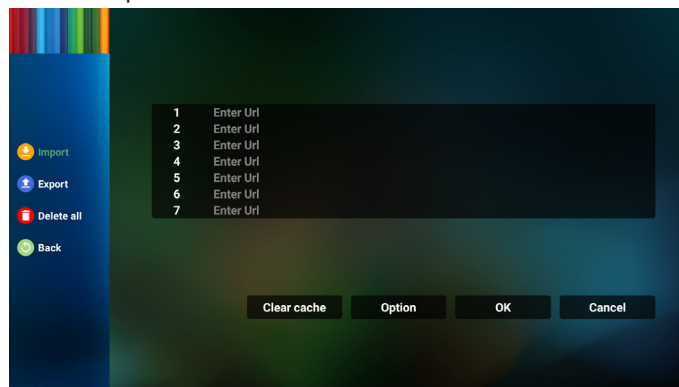 Import
Export
Delete all
Back
1 Enter Url
2 Enter Url
3 Enter Url
4 Enter Url
5 Enter Url
6 Enter Url
7 Enter Url
Clear cache Option OK Cancel